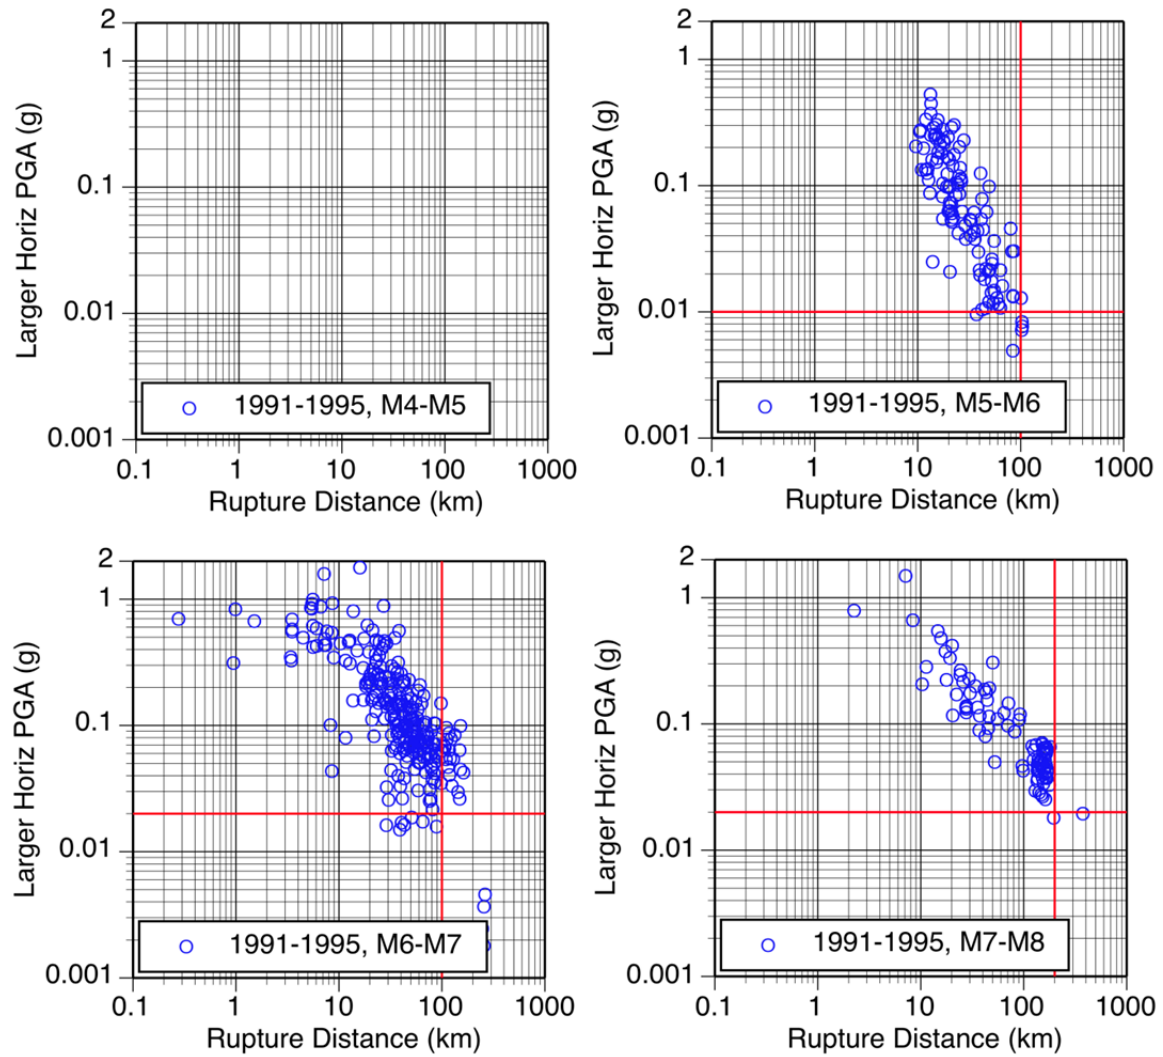 2
1
0.1
0.01
0.001
Larger Horiz PGA (g)
1991-1995, M4-M5
0.1 1 10 100 1000
Rupture Distance (km)
2
1
0.1
0.01
0.001
Larger Horiz PGA (g)
1991-1995, M5-M6
0.1 1 10 100 1000
Rupture Distance (km)
2
1
0.1
0.01
0.001
Larger Horiz PGA (g)
1991-1995, M6-M7
0.1 1 10 100 1000
Rupture Distance (km)
2
1
0.1
0.01
0.001
Larger Horiz PGA (g)
1991-1995, M7-M8
0.1 1 10 100 1000
Rupture Distance (km)